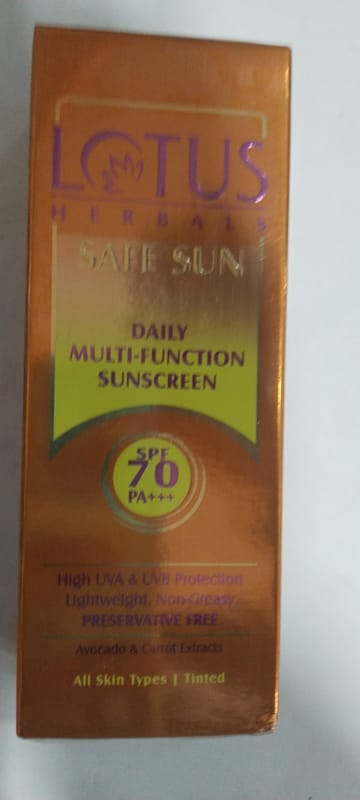 LOTUS
HERBALS
SAFE SUN
DAILY
MULTI-FUNCTION
SUNSCREEN
SPF
70
PA+++
High UVA & UVB Protection
Lightweight, Non-Greasy
PRESERVATIVE FREE
Avocado & Carrot Extracts
All Skin Types | Tinted